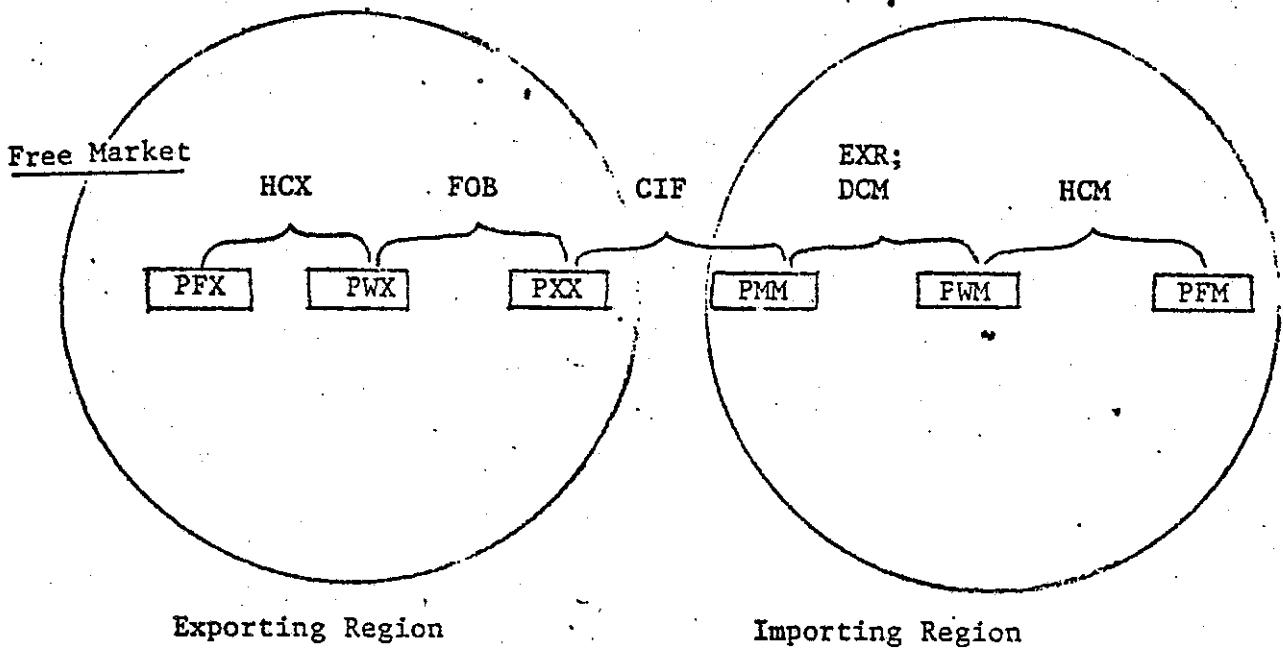 Free Market
EXR;
HCX FOB CIF DCM HCM
PFX PWX PXX PMM PWM PFM
Exporting Region Importing Region